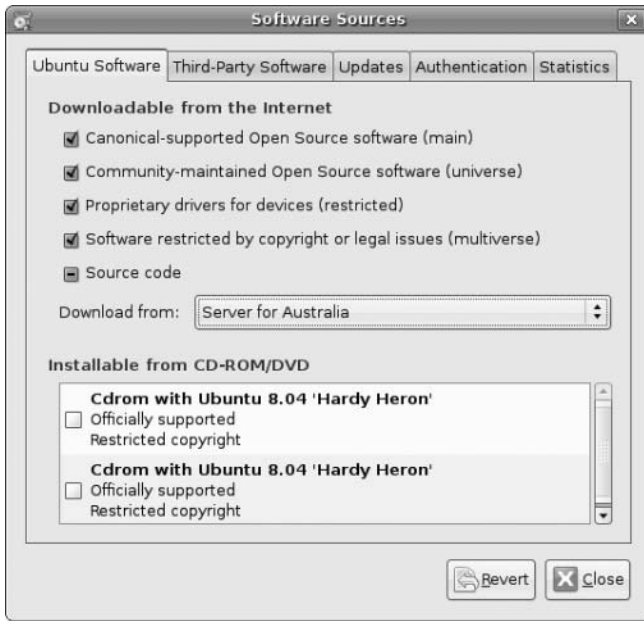 Software Sources
Ubuntu Software
Third-Party Software
Updates
Authentication
Statistics
Downloadable from the Internet
Canonical-supported Open Source software (main)
Community-maintained Open Source software (universe)
Proprietary drivers for devices (restricted)
Software restricted by copyright or legal issues (multiverse)
Source code
Download from: Server for Australia
Installable from CD-ROM/DVD
Cdrom with Ubuntu 8.04 'Hardy Heron'
Officially supported
Restricted copyright
Cdrom with Ubuntu 8.04 'Hardy Heron'
Officially supported
Restricted copyright
Revert
Close